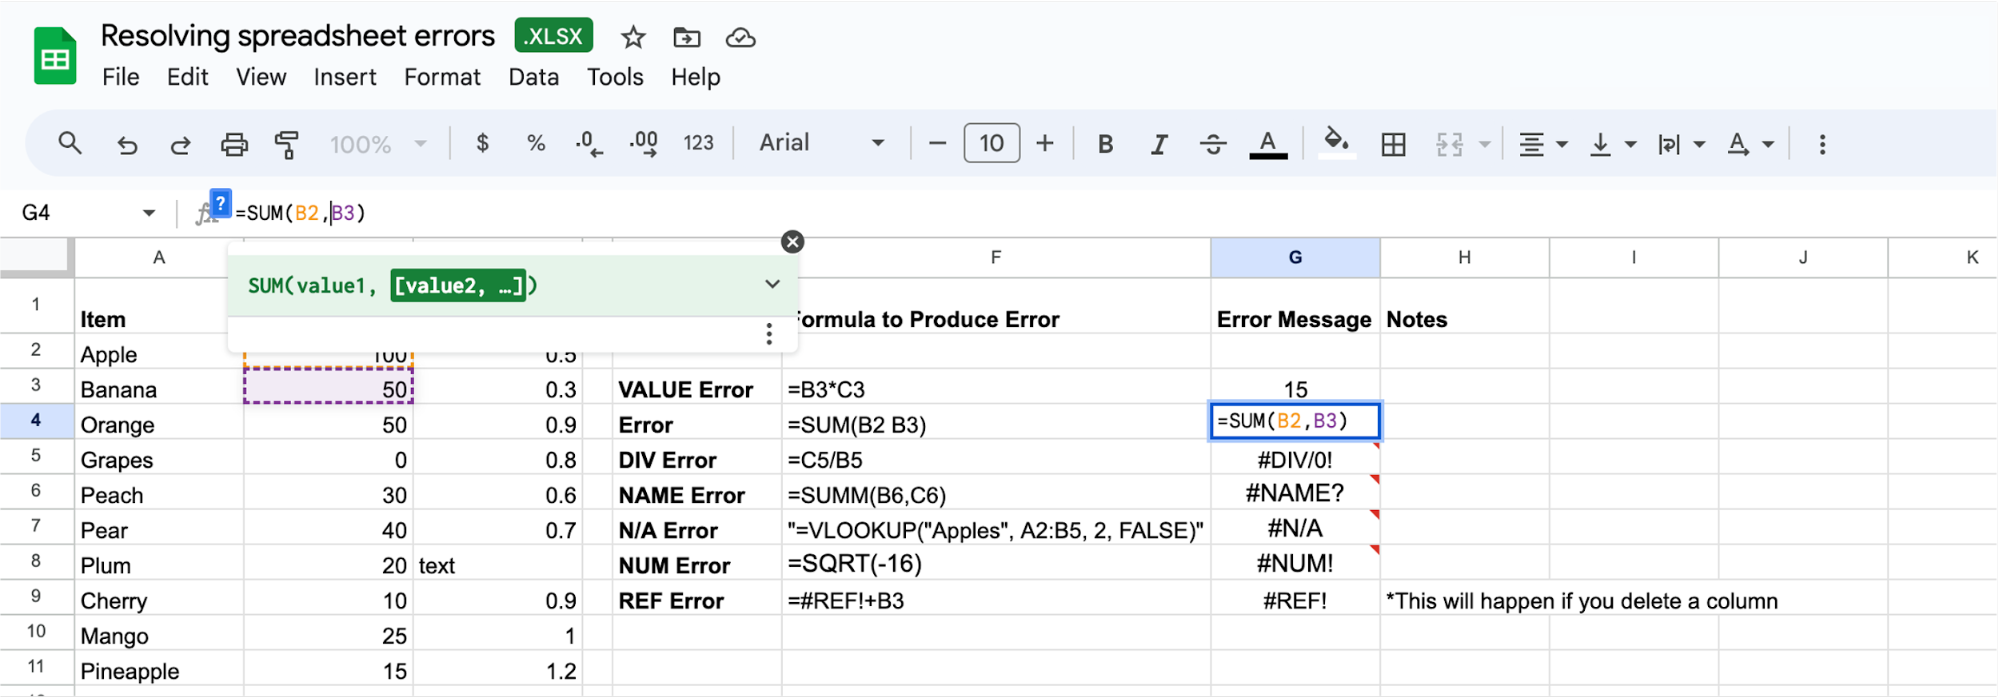 Resolving spreadsheet errors .XLSX
File Edit View Insert Format Data Tools Help
100% $ % .0 .00 123 Arial 10 B I S A
G4 fx ? =SUM(B2,B3)
A F G H I J K
SUM(value1, [value2, …])
1 Item Formula to Produce Error Error Message Notes
2 Apple 100 0.5
3 Banana 50 0.3 VALUE Error =B3*C3 15
4 Orange 50 0.9 Error =SUM(B2 B3) =SUM(B2,B3)
5 Grapes 0 0.8 DIV Error =C5/B5 #DIV/0!
6 Peach 30 0.6 NAME Error =SUMM(B6,C6) #NAME?
7 Pear 40 0.7 N/A Error "=VLOOKUP("Apples", A2:B5, 2, FALSE)" #N/A
8 Plum 20 text NUM Error =SQRT(-16) #NUM!
9 Cherry 10 0.9 REF Error =#REF!+B3 #REF! *This will happen if you delete a column
10 Mango 25 1
11 Pineapple 15 1.2